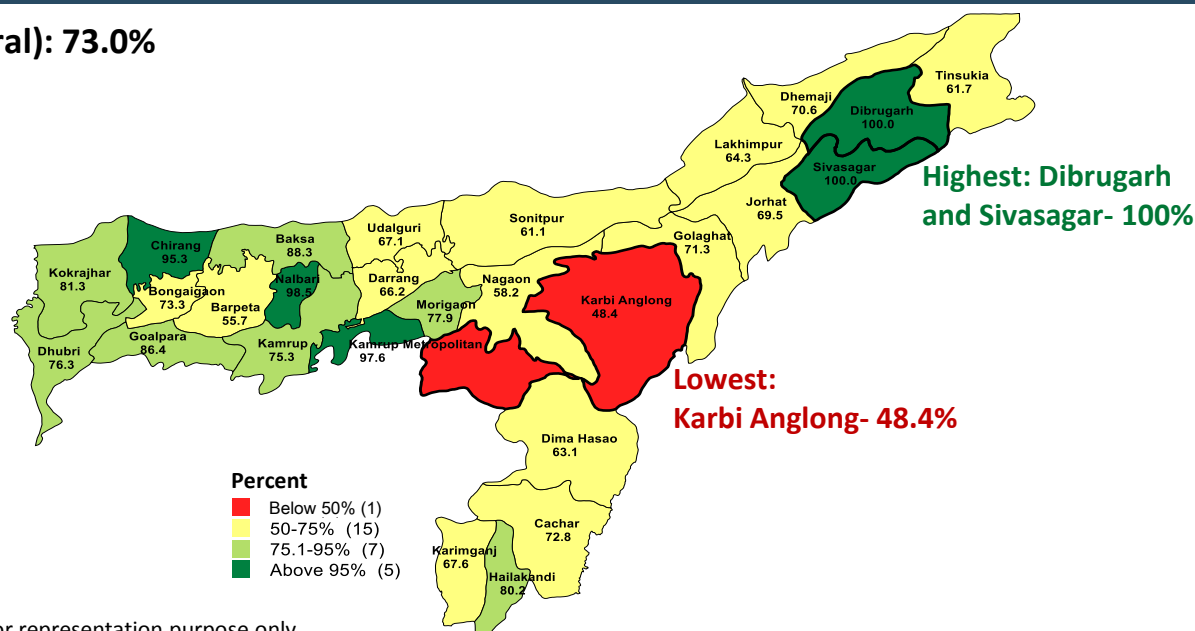 ral): 73.0%
Tinsukia
61.7
Dhemaji
70.6
Dibrugarh
100.0
Lakhimpur
64.3
Sivasagar
100.0
Highest: Dibrugarh
and Sivasagar- 100%
Jorhat
69.5
Sonitpur
61.1
Udalguri
67.1
Golaghat
71.3
Baksa
88.3
Chirang
95.3
Kokrajhar
81.3
Nalbari
98.5
Darrang
66.2
Nagaon
58.2
Bongaigaon
73.3
Barpeta
55.7
Morigaon
77.9
Karbi Anglong
48.4
Goalpara
86.4
Kamrup
75.3
Kamrup Metropolitan
97.6
Dhubri
76.3
Lowest:
Karbi Anglong- 48.4%
Dima Hasao
63.1
Percent
Below 50% (1)
50-75% (15)
75.1-95% (7)
Above 95% (5)
Cachar
72.8
Karimganj
67.6
Hailakandi
80.2
or representation purpose only